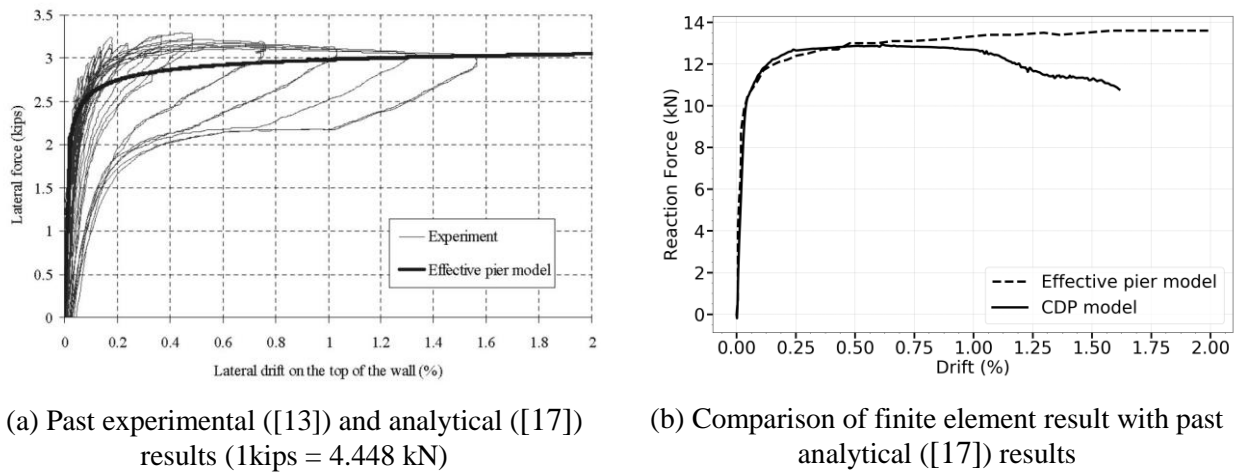 3.5
3
2.5
2
1.5
1
0.5
0
Lateral force (kips)
Experiment
Effective pier model
0 0.2 0.4 0.6 0.8 1 1.2 1.4 1.6 1.8 2
Lateral drift on the top of the wall (%)
(a) Past experimental ([13]) and analytical ([17])
results (1kips = 4.448 kN)
14
12
10
8
6
4
2
0
Reaction Force (kN)
Effective pier model
CDP model
0.00 0.25 0.50 0.75 1.00 1.25 1.50 1.75 2.00
Drift (%)
(b) Comparison of finite element result with past
analytical ([17]) results